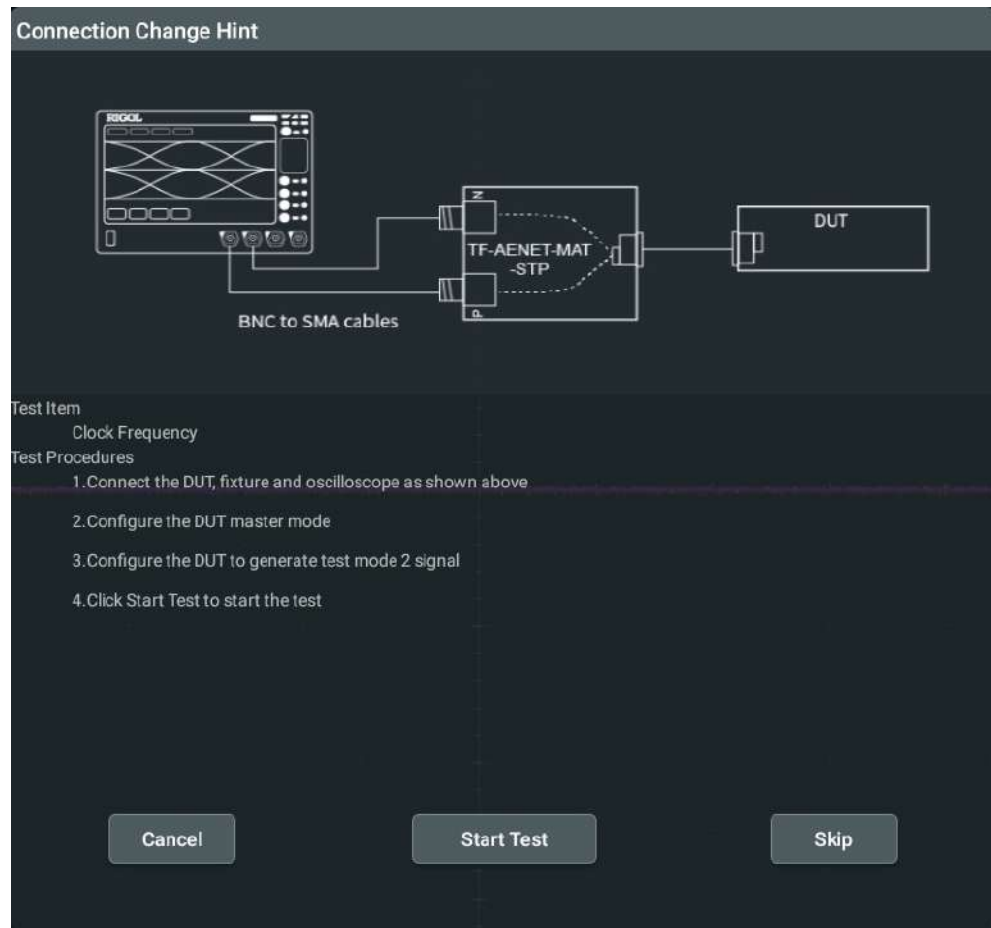 Connection Change Hint
RIGOL
N
TF-AENET-MAT
-STP
P
DUT
BNC to SMA cables
Test Item
Clock Frequency
Test Procedures
1.Connect the DUT, fixture and oscilloscope as shown above
2.Configure the DUT master mode
3.Configure the DUT to generate test mode 2 signal
4.Click Start Test to start the test
Cancel
Start Test
Skip